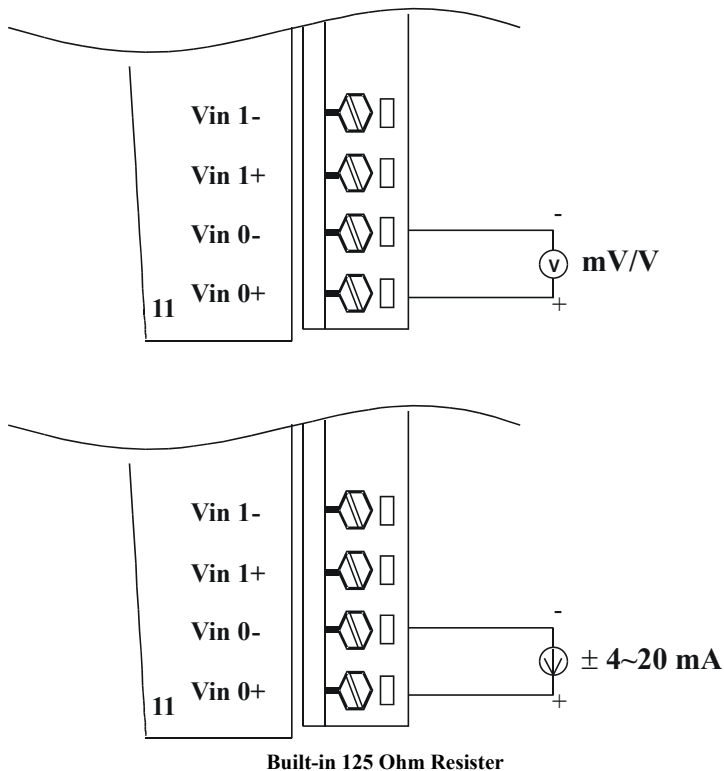 Vin 1-
Vin 1+
Vin 0-
Vin 0+
11
-
V
mV/V
+
Vin 1-
Vin 1+
Vin 0-
Vin 0+
11
-
± 4~20 mA
+
Built-in 125 Ohm Resister